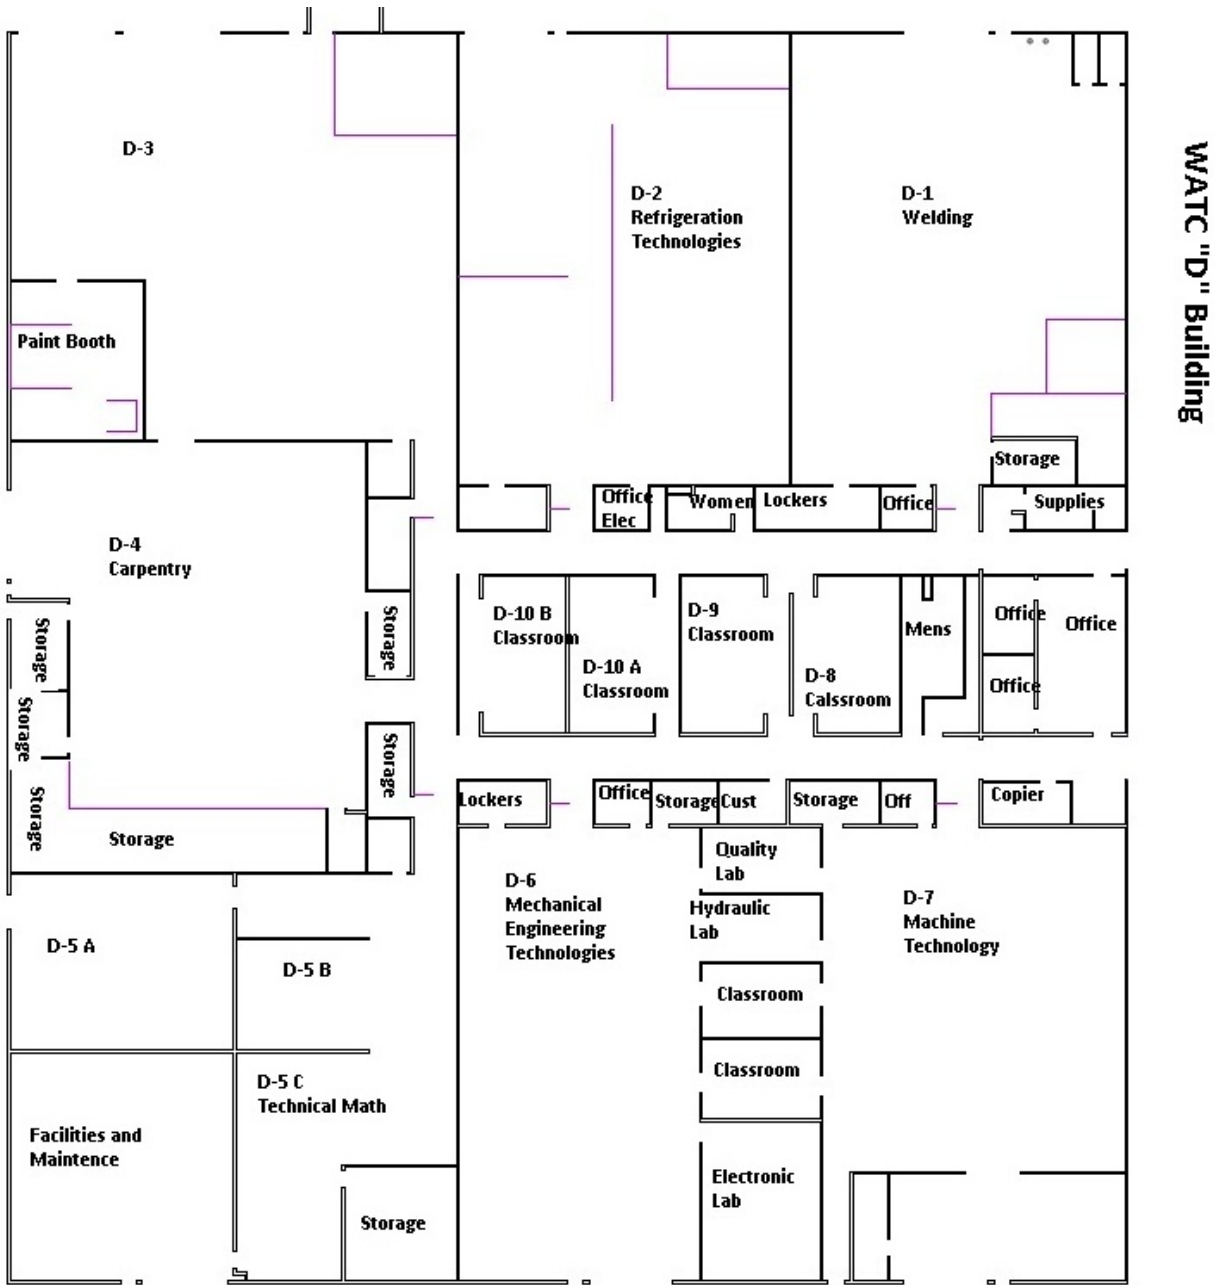 WATC "D" Building
D-3
D-2
Refrigeration
Technologies
D-1
Welding
Paint Booth
Storage
Office
Elec
Women
Lockers
Office
Supplies
D-4
Carpentry
Storage
Storage
Storage
Storage
Storage
Storage
D-10 B
Classroom
D-10 A
Classroom
D-9
Classroom
D-8
Calssroom
Mens
Office
Office
Office
Lockers
Office
Storage
Cust
Storage
Off
Copier
Quality
Lab
Hydraulic
Lab
Classroom
Classroom
Electronic
Lab
D-6
Mechanical
Engineering
Technologies
D-7
Machine
Technology
D-5 A
D-5 B
D-5 C
Technical Math
Facilities and
Maintence
Storage